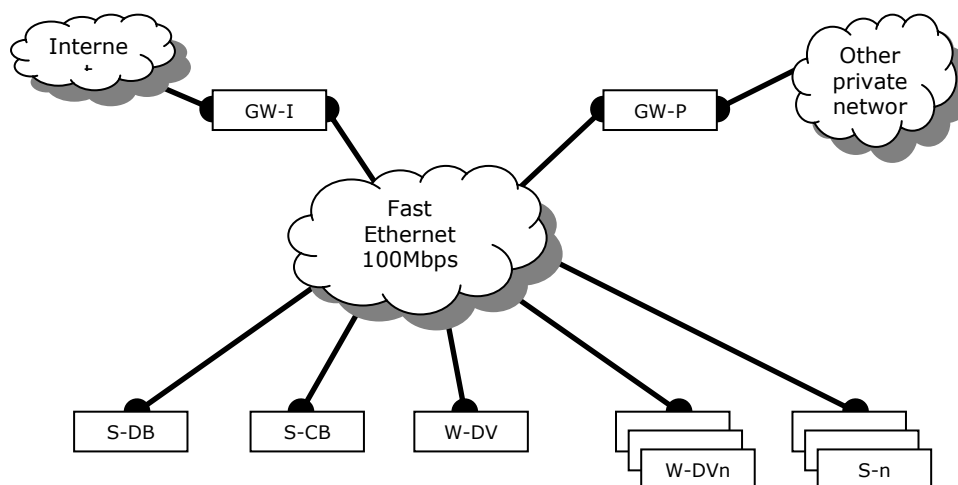 Interne
Other
private
networ
GW-I
GW-P
Fast
Ethernet
100Mbps
S-DB
S-CB
W-DV
W-DVn
S-n